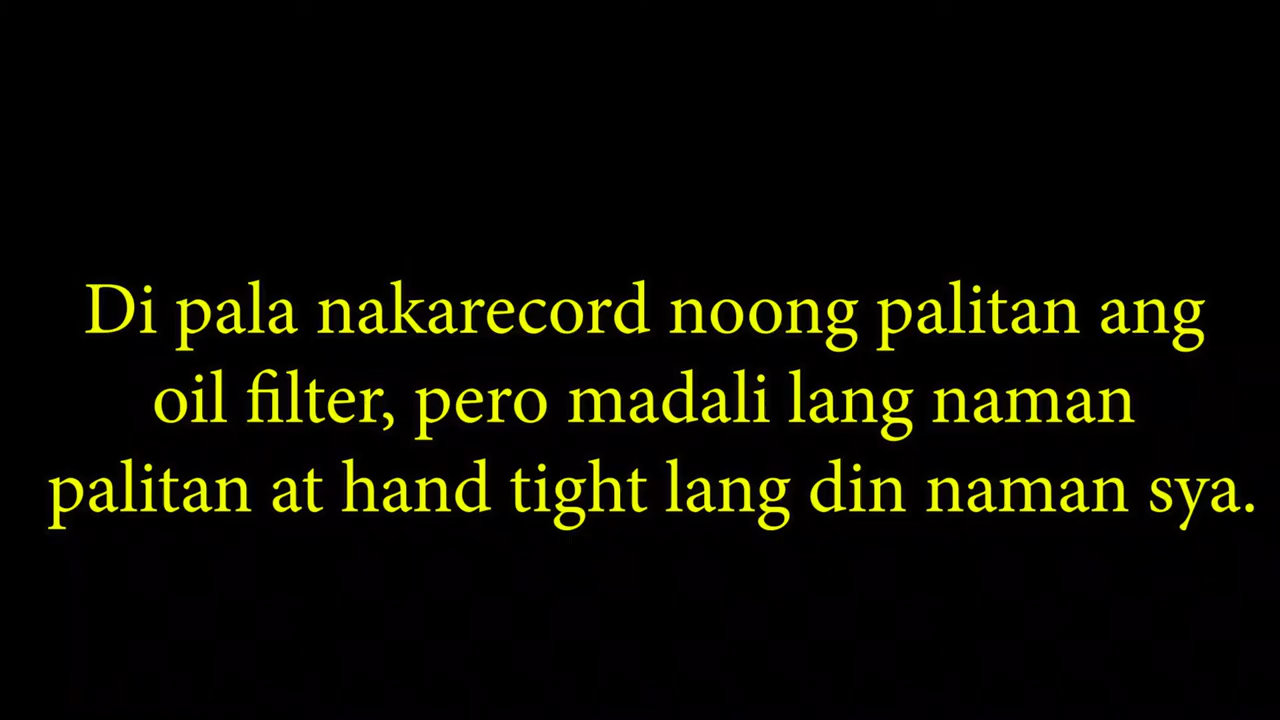 Di pala nakarecord noong palitan ang
oil filter, pero madali lang naman
palitan at hand tight lang din naman sya.